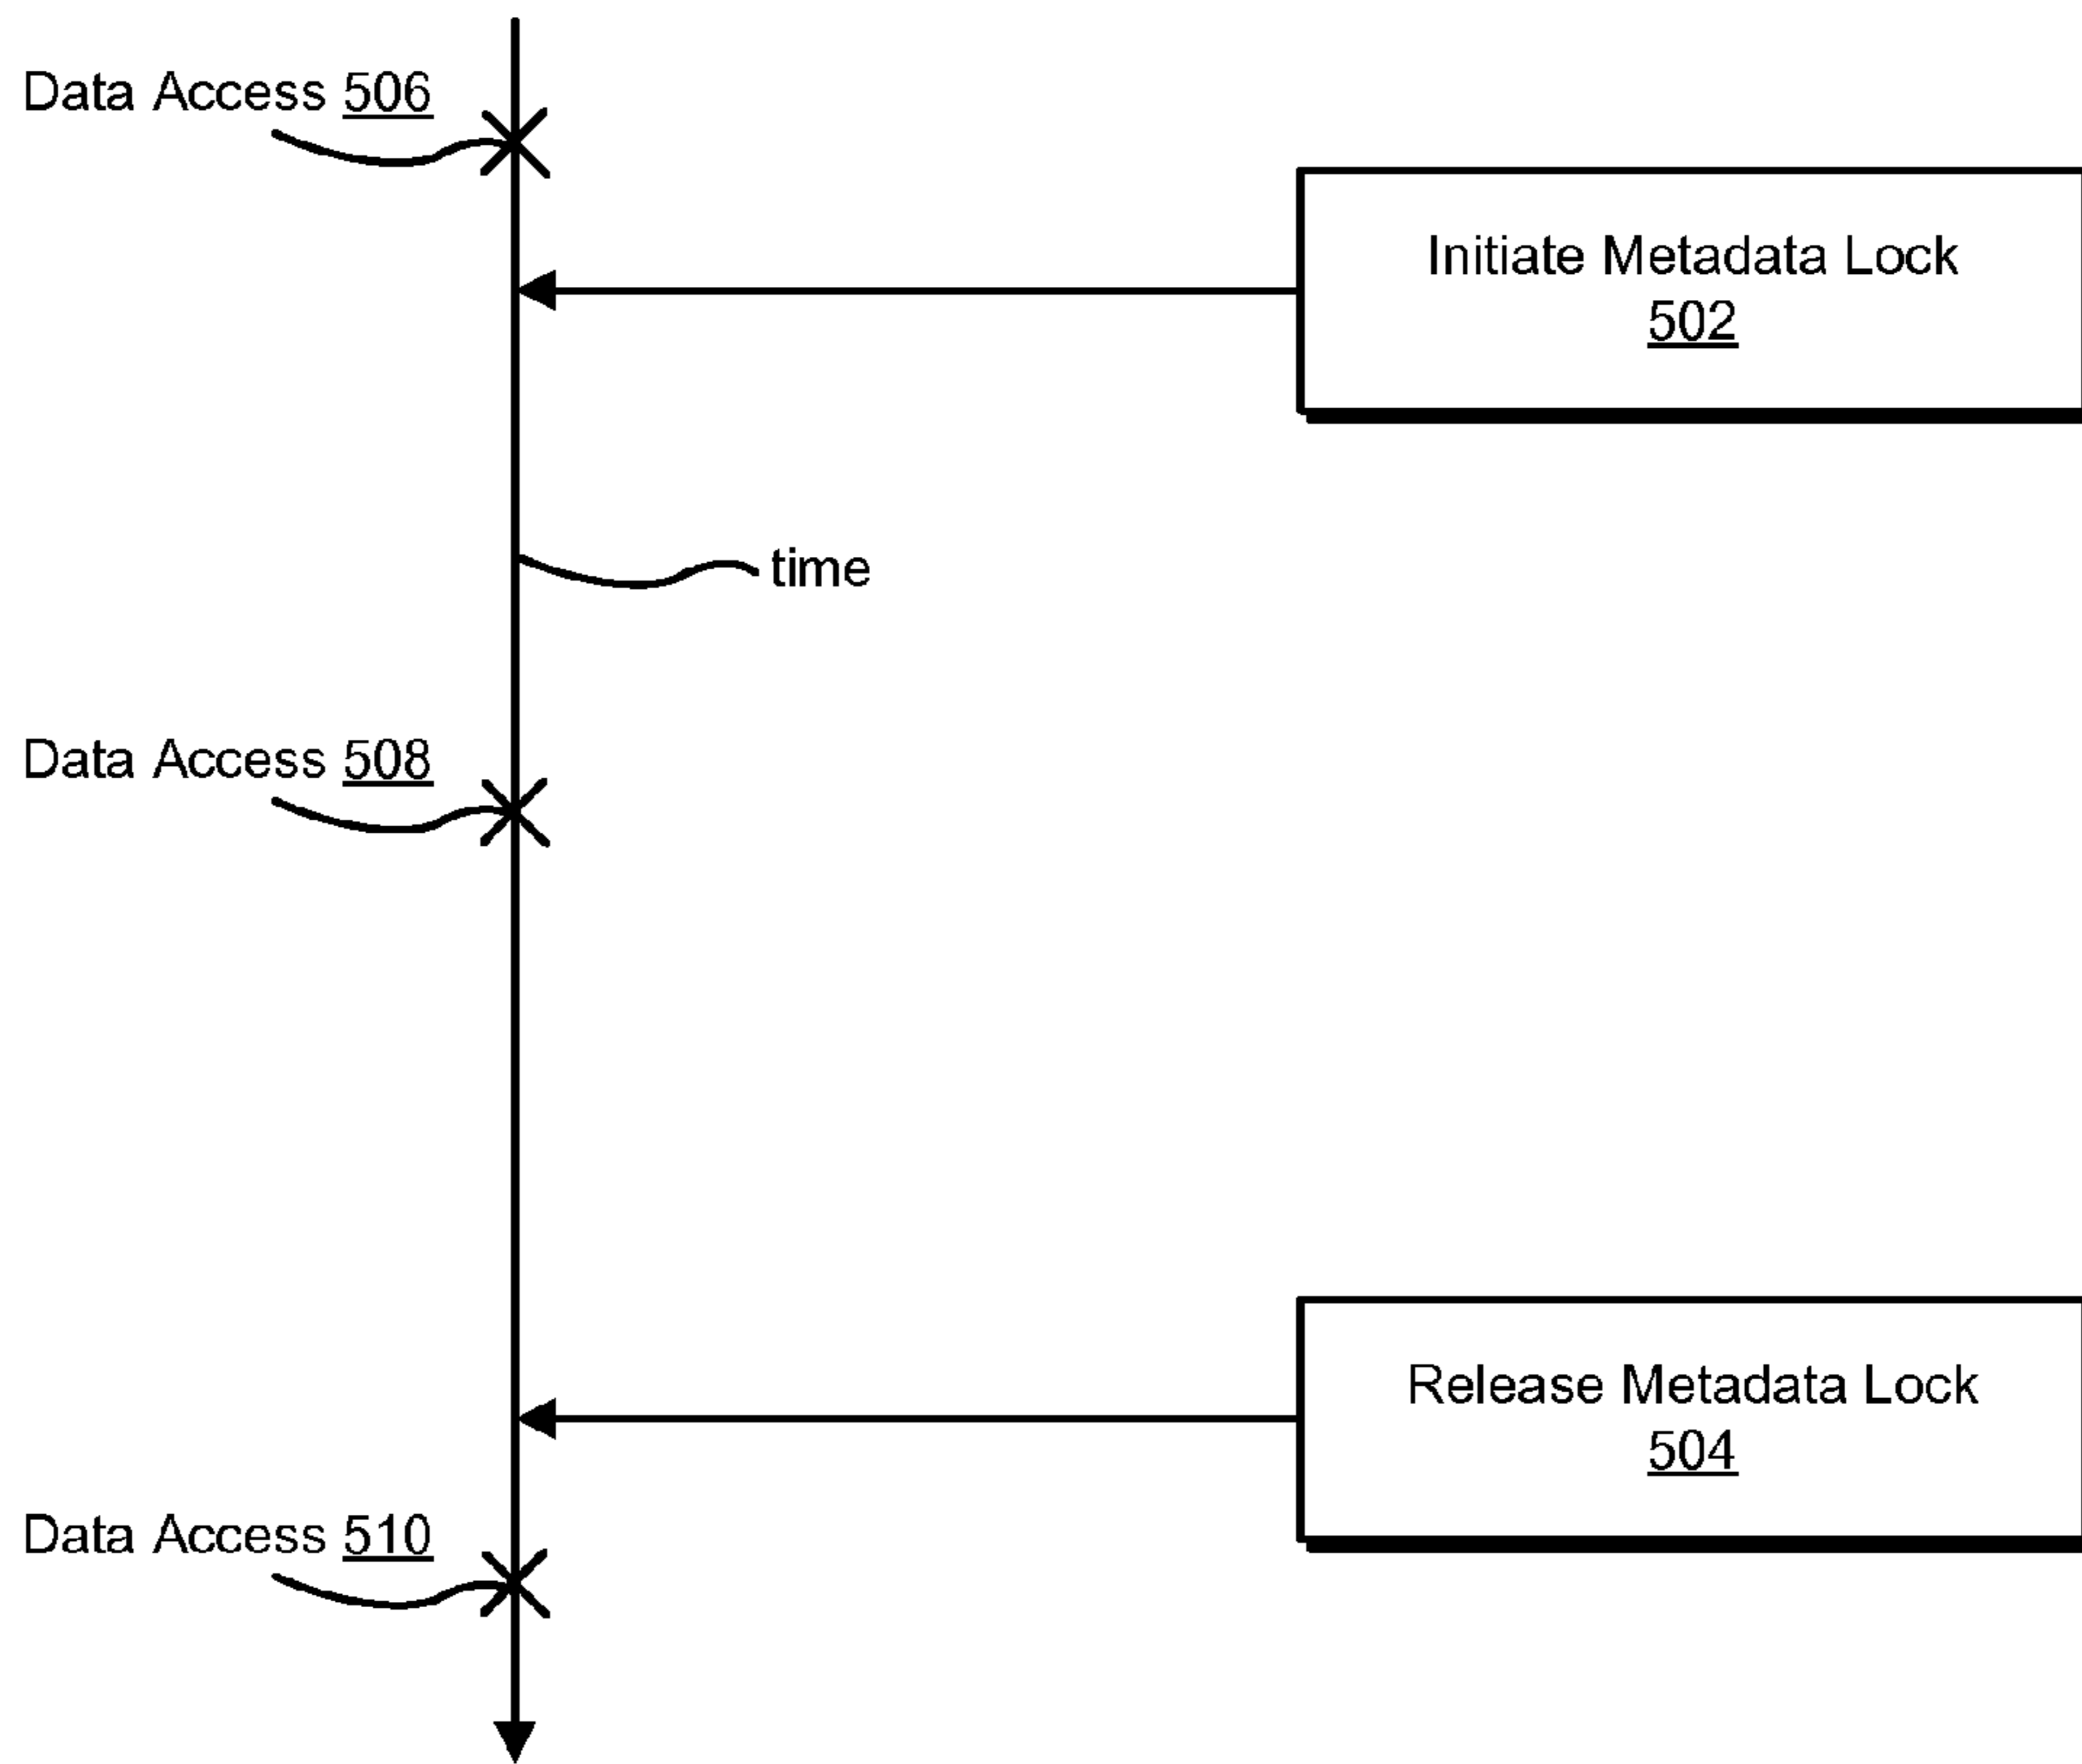 Data Access 506
Initiate Metadata Lock
502
time
Data Access 508
Release Metadata Lock
504
Data Access 510